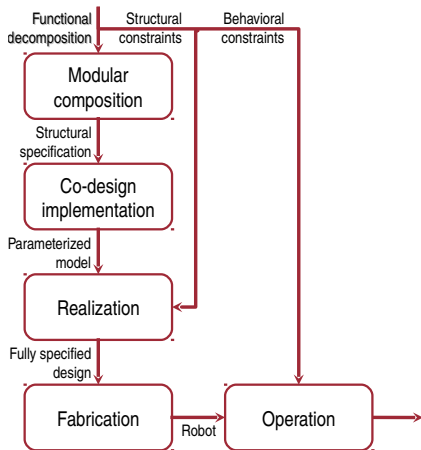 Functional
decomposition
Structural
constraints
Behavioral
constraints
Modular
composition
Structural
specification
Co-design
implementation
Parameterized
model
Realization
Fully specified
design
Fabrication
Robot
Operation